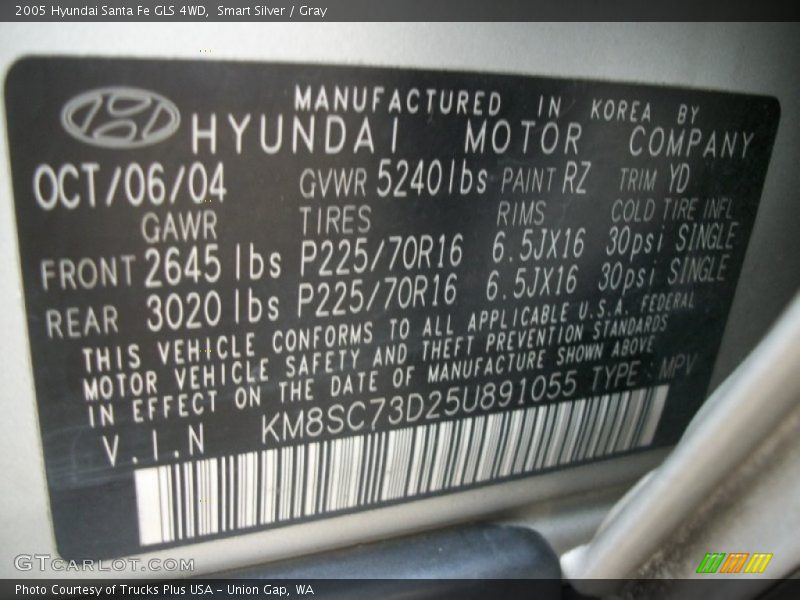 2005 Hyundai Santa Fe GLS 4WD, Smart Silver / Gray
MANUFACTURED IN KOREA BY
HYUNDAI MOTOR COMPANY
OCT/06/04 GVWR 5240lbs PAINT RZ TRIM YD
GAWR TIRES RIMS COLD TIRE INFL
FRONT 2645 lbs P225/70R16 6.5JX16 30psi SINGLE
REAR 3020 lbs P225/70R16 6.5JX16 30psi SINGLE
THIS VEHICLE CONFORMS TO ALL APPLICABLE U.S.A. FEDERAL
MOTOR VEHICLE SAFETY AND THEFT PREVENTION STANDARDS
IN EFFECT ON THE DATE OF MANUFACTURE SHOWN ABOVE
V.I.N KM8SC73D25U891055 TYPE : MPV
GTCARLOT.COM
Photo Courtesy of Trucks Plus USA - Union Gap, WA